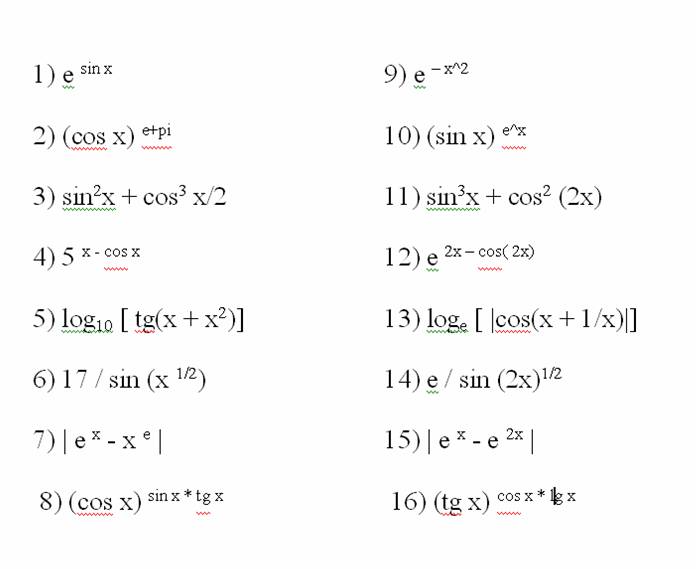 1) e ^sin x
2) (cos x) ^e+pi
3) sin²x + cos³ x/2
4) 5 ^x - cos x
5) log₁₀ [ tg(x + x²)]
6) 17 / sin (x ^1/2)
7) | e ^x - x ^e |
8) (cos x) ^sin x * tg x
9) e ^– x^2
10) (sin x) ^e^x
11) sin³x + cos² (2x)
12) e ^2x – cos( 2x)
13) logₑ [ |cos(x + 1/x)|]
14) e / sin (2x)^1/2
15) | e ^x - e ^2x |
16) (tg x) ^cos x * lg x